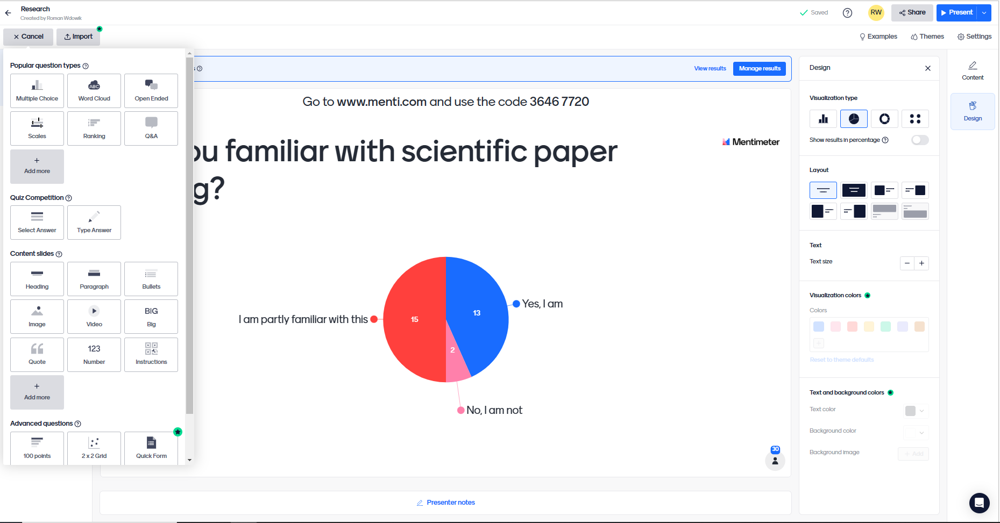 Research
Created by Roman Wdowik
Saved
RW
Share
Present
Cancel
Import
Examples
Themes
Settings
Popular question types
Multiple Choice
ABC
Word Cloud
Open Ended
Scales
Ranking
Q&A
Add more
Quiz Competition
Select Answer
Type Answer
Content slides
Heading
Paragraph
Bullets
Image
Video
BIG
Big
Quote
123
Number
Instructions
Add more
Advanced questions
100 points
2 x 2 Grid
Quick Form
s
View results
Manage results
Go to www.menti.com and use the code 3646 7720
ou familiar with scientific paper
g?
Mentimeter
I am partly familiar with this
15
13
2
Yes, I am
No, I am not
30
Presenter notes
Design
Visualization type
Show results in percentage
Layout
Text
Text size
Visualization colors
Colors
Reset to theme defaults
Text and background colors
Text color
Background color
Background image
+ Add
Content
Design